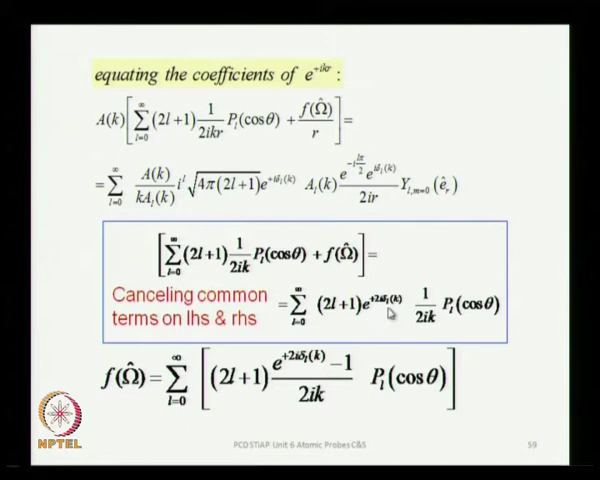 equating the coefficients of e^{+ikr} :
A(k)[∑_{l=0}^{∞} (2l+1) 1/(2ikr) P_l(cosθ) + f(Ω̂)/r] =
= ∑_{l=0}^{∞} A(k)/(kA_l(k)) i^l √(4π(2l+1)) e^{+iδ_l(k)} A_l(k) (e^{-i lπ/2} e^{iδ_l(k)})/(2ir) Y_{l,m=0}(ê_r)
[∑_{l=0}^{∞} (2l+1) 1/(2ik) P_l(cosθ) + f(Ω̂)] =
Canceling common
terms on lhs & rhs
= ∑_{l=0}^{∞} (2l+1)e^{+2iδ_l(k)} 1/(2ik) P_l(cosθ)
f(Ω̂) = ∑_{l=0}^{∞} [(2l+1) (e^{+2iδ_l(k)} −1)/(2ik) P_l(cosθ)]
NPTEL
PCD STiAP Unit 6 Atomic Probes C&S
59